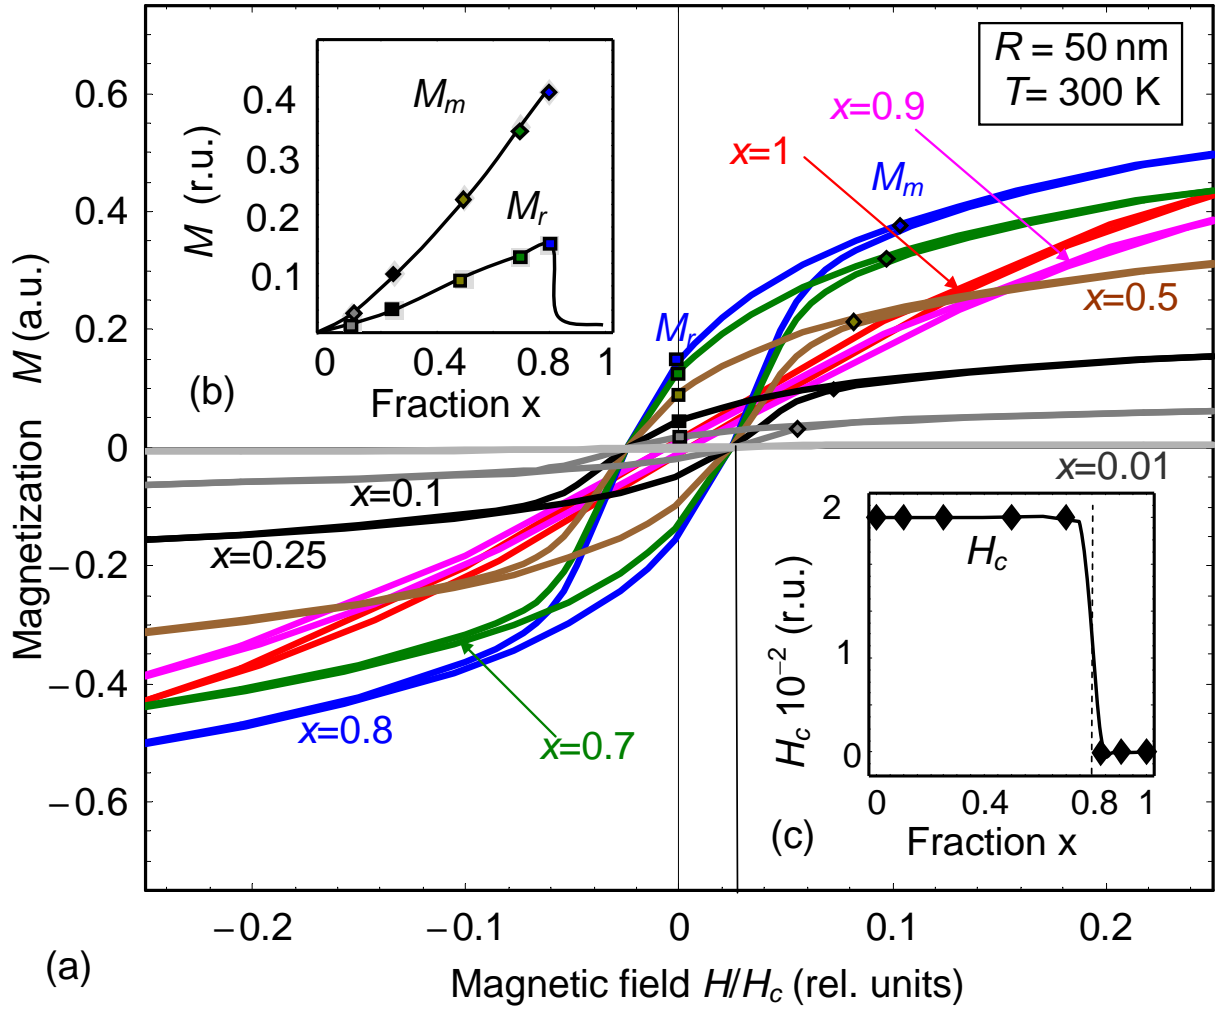 R = 50 nm
T= 300 K
x=0.9
x=1
M_m
M_r
x=0.5
x=0.01
x=0.1
x=0.25
x=0.8
x=0.7
Magnetization M (a.u.)
0.6
0.4
0.2
0
−0.2
−0.4
−0.6
−0.2
−0.1
0
0.1
0.2
(a)
Magnetic field H/H_c (rel. units)
M (r.u.)
0.4
0.3
0.2
0.1
M_m
M_r
0 0.4 0.8 1
Fraction x
(b)
H_c 10⁻² (r.u.)
2
1
0
H_c
0 0.4 0.8 1
Fraction x
(c)